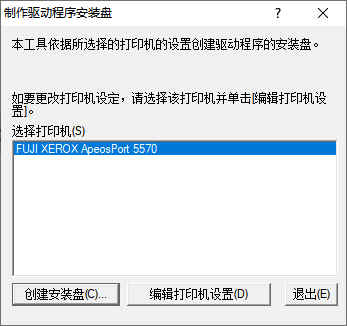 制作驱动程序安装盘
本工具依据所选择的打印机的设置创建驱动程序的安装盘。
如要更改打印机设定，请选择该打印机并单击[编辑打印机设
置]。
选择打印机(S)
FUJI XEROX ApeosPort 5570
创建安装盘(C)... 编辑打印机设置(D) 退出(E)